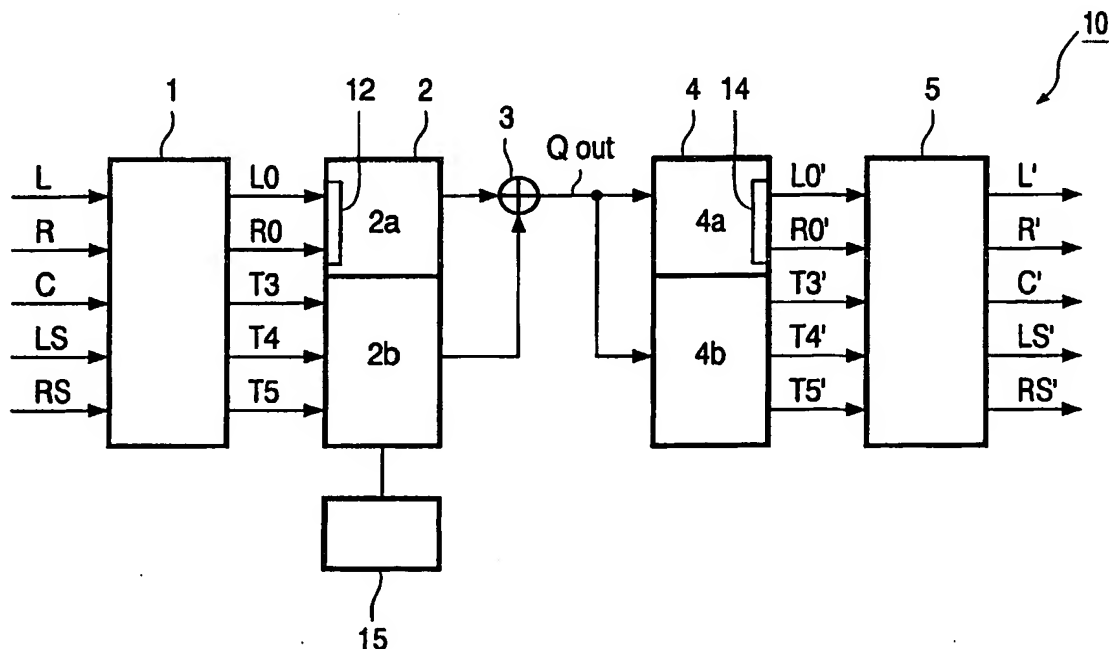 10
1 12 2 3 Q out 4 14 5
L L0 L0' L'
R R0 2a 4a R0' R'
C T3 T3' C'
LS T4 2b 4b T4' LS'
RS T5 T5' RS'
15